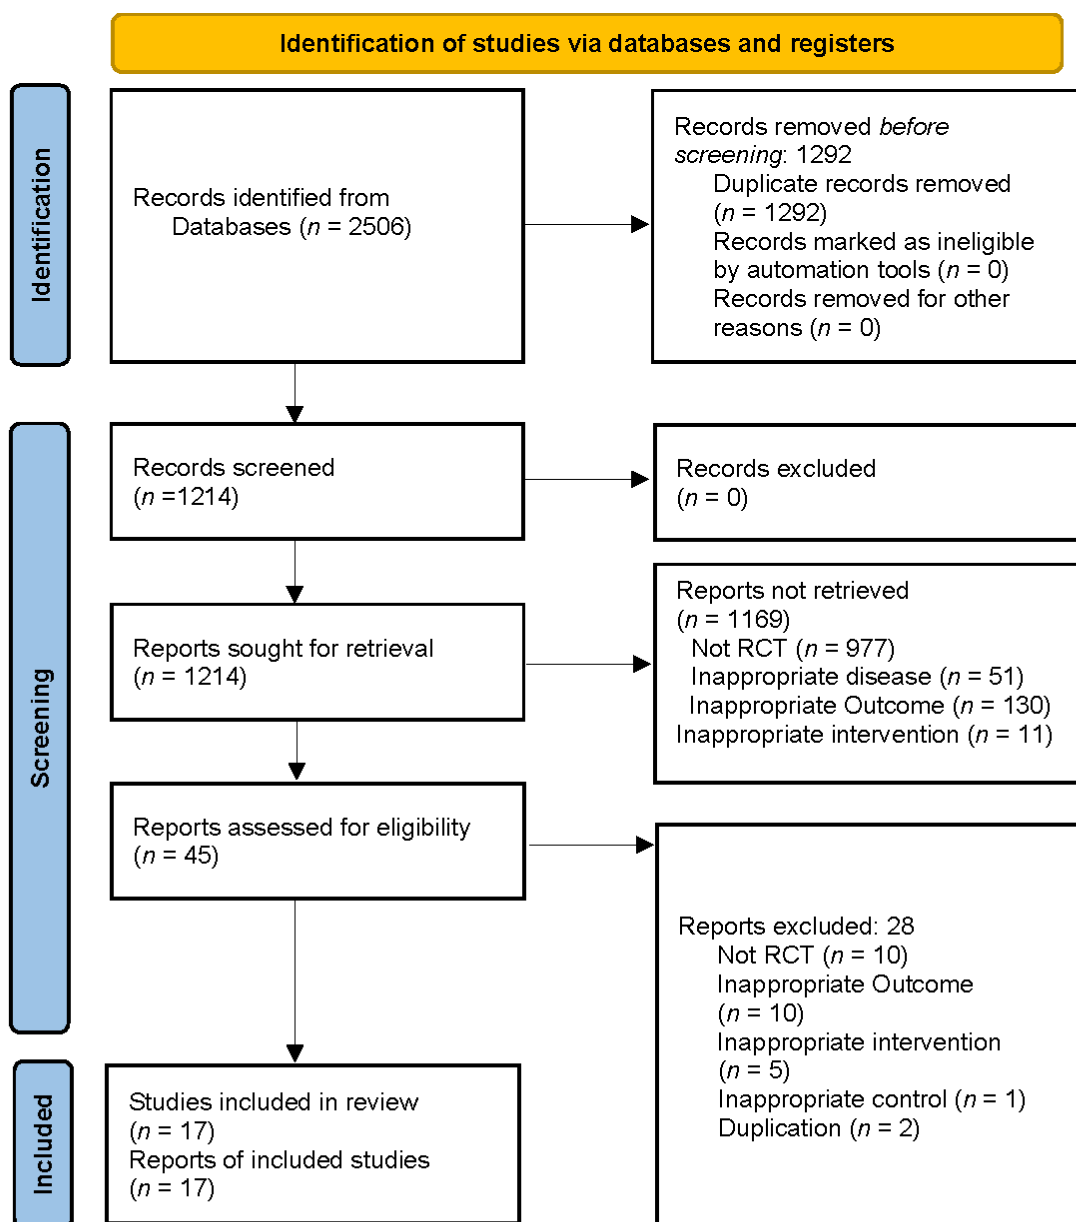 Identification of studies via databases and registers
Identification
Records identified from
Databases (n = 2506)
Records removed before
screening: 1292
Duplicate records removed
(n = 1292)
Records marked as ineligible
by automation tools (n = 0)
Records removed for other
reasons (n = 0)
Screening
Records screened
(n =1214)
Records excluded
(n = 0)
Reports sought for retrieval
(n = 1214)
Reports not retrieved
(n = 1169)
Not RCT (n = 977)
Inappropriate disease (n = 51)
Inappropriate Outcome (n = 130)
Inappropriate intervention (n = 11)
Reports assessed for eligibility
(n = 45)
Reports excluded: 28
Not RCT (n = 10)
Inappropriate Outcome
(n = 10)
Inappropriate intervention
(n = 5)
Inappropriate control (n = 1)
Duplication (n = 2)
Included
Studies included in review
(n = 17)
Reports of included studies
(n = 17)